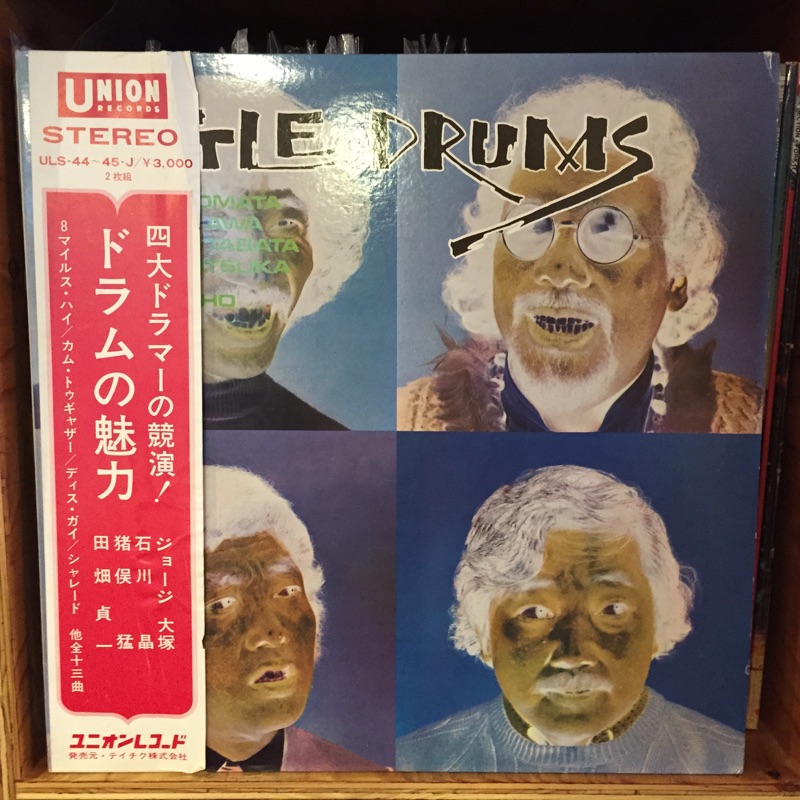 UNION
RECORDS
STEREO
ULS-44～45-J/¥3,000
2枚組
四大ドラマーの競演!
ドラムの魅力
8マイルス・ハイ/カム・トゥギャザー/ディス・ガイ/シャレード 他全十三曲
ジョージ大塚
石川 晶
猪俣 猛
田畑貞一
ユニオンレコード
発売元・テイチク株式会社
TLE DRUMS
OMATA
AWA
ABATA
TSUKA
HO